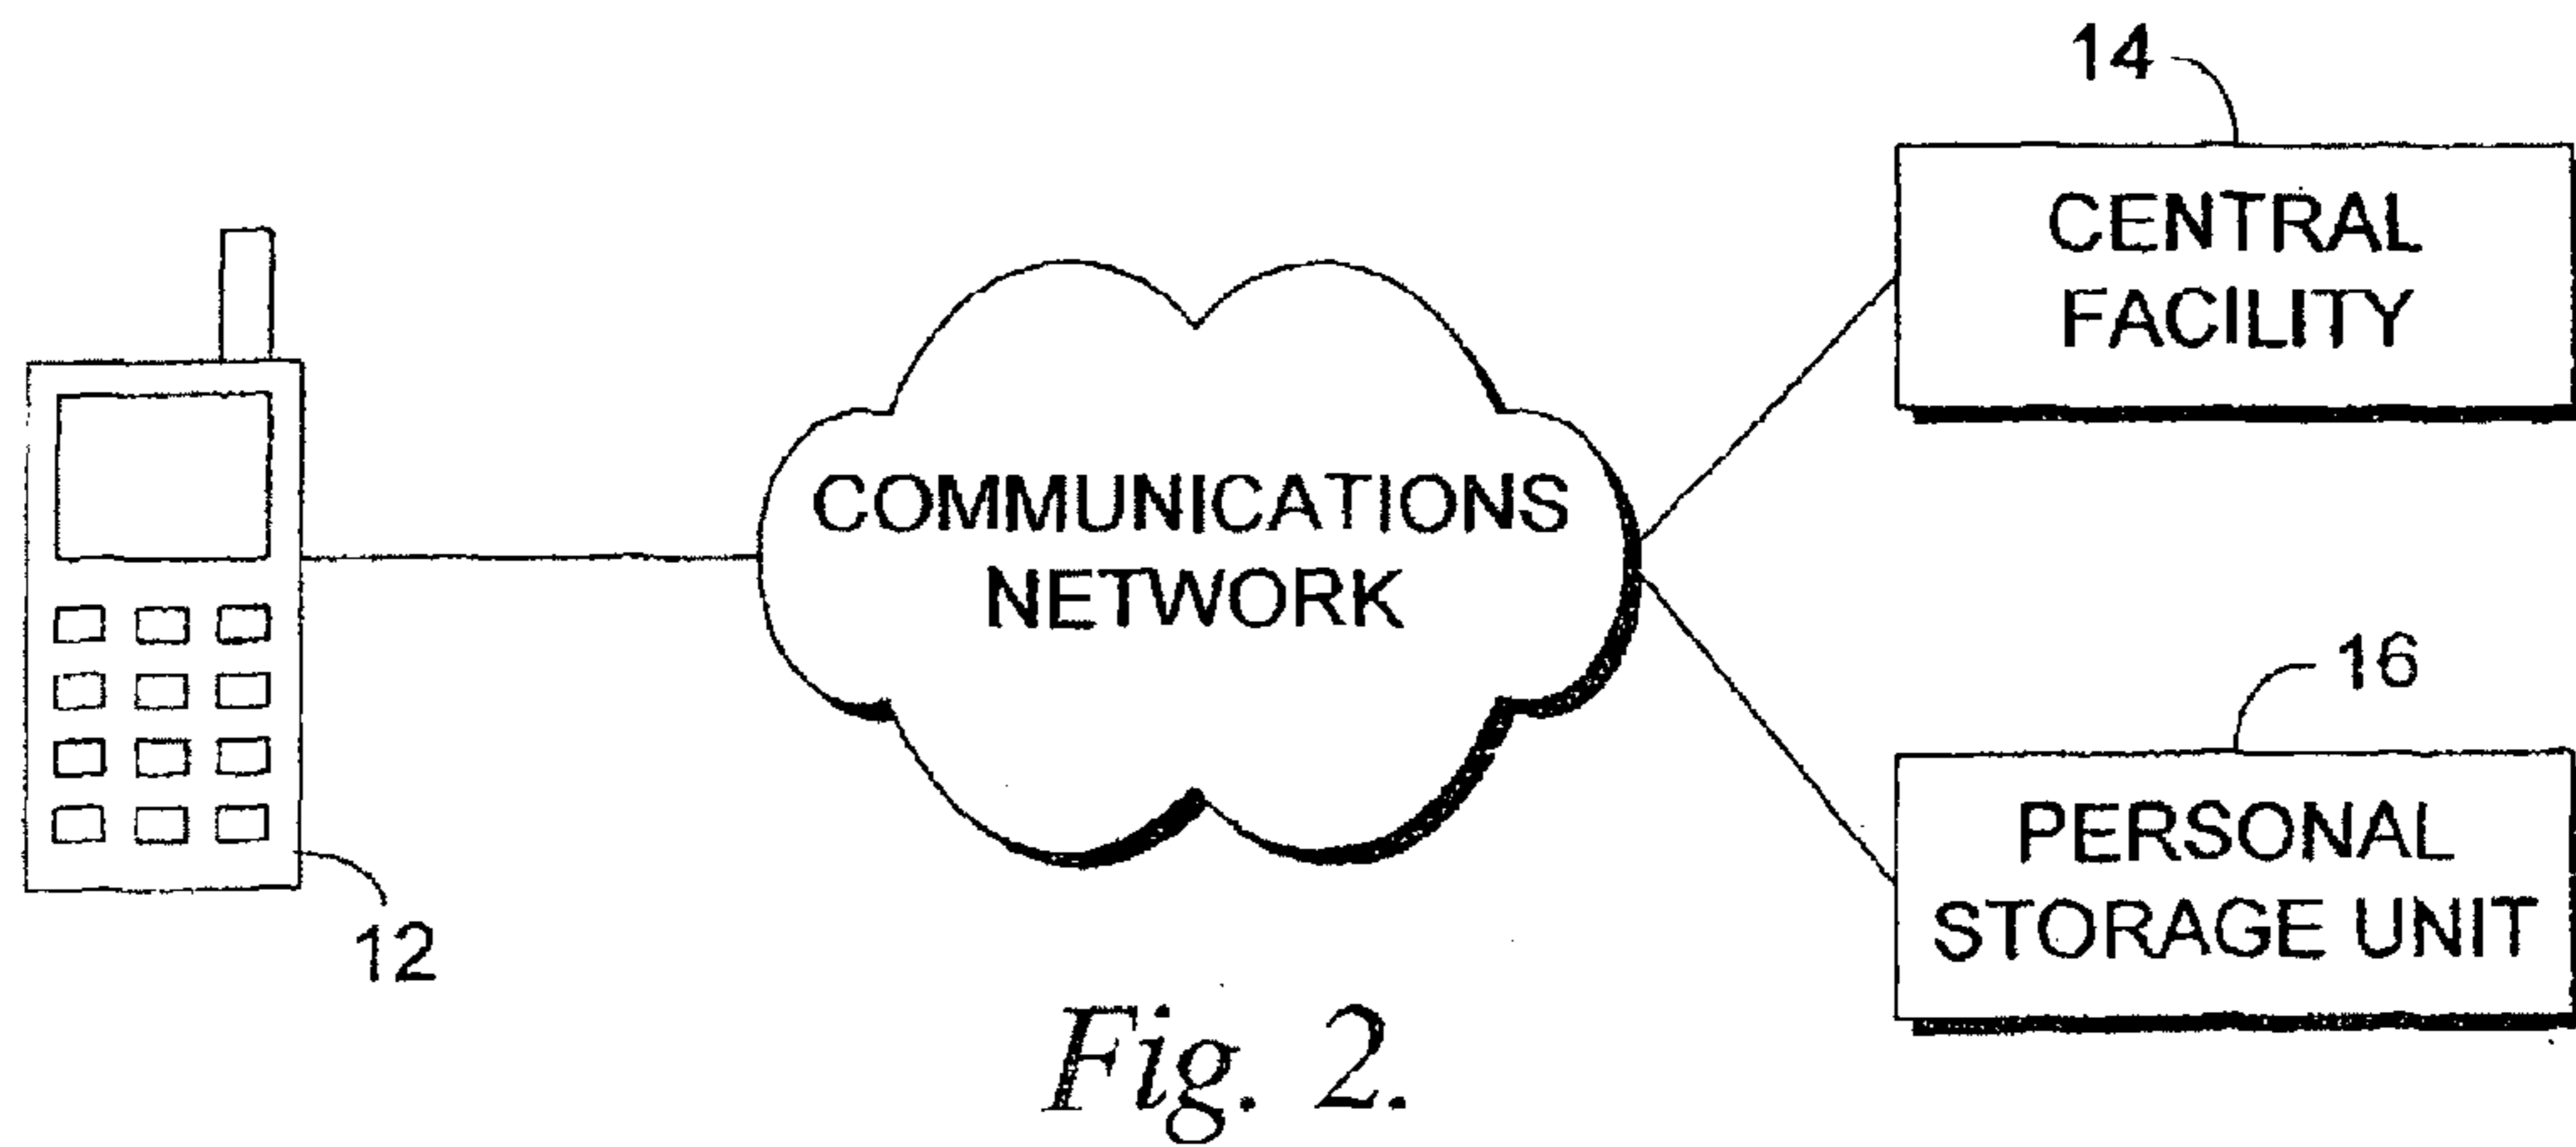 14
CENTRAL
FACILITY
COMMUNICATIONS
NETWORK
16
PERSONAL
STORAGE UNIT
12
Fig. 2.